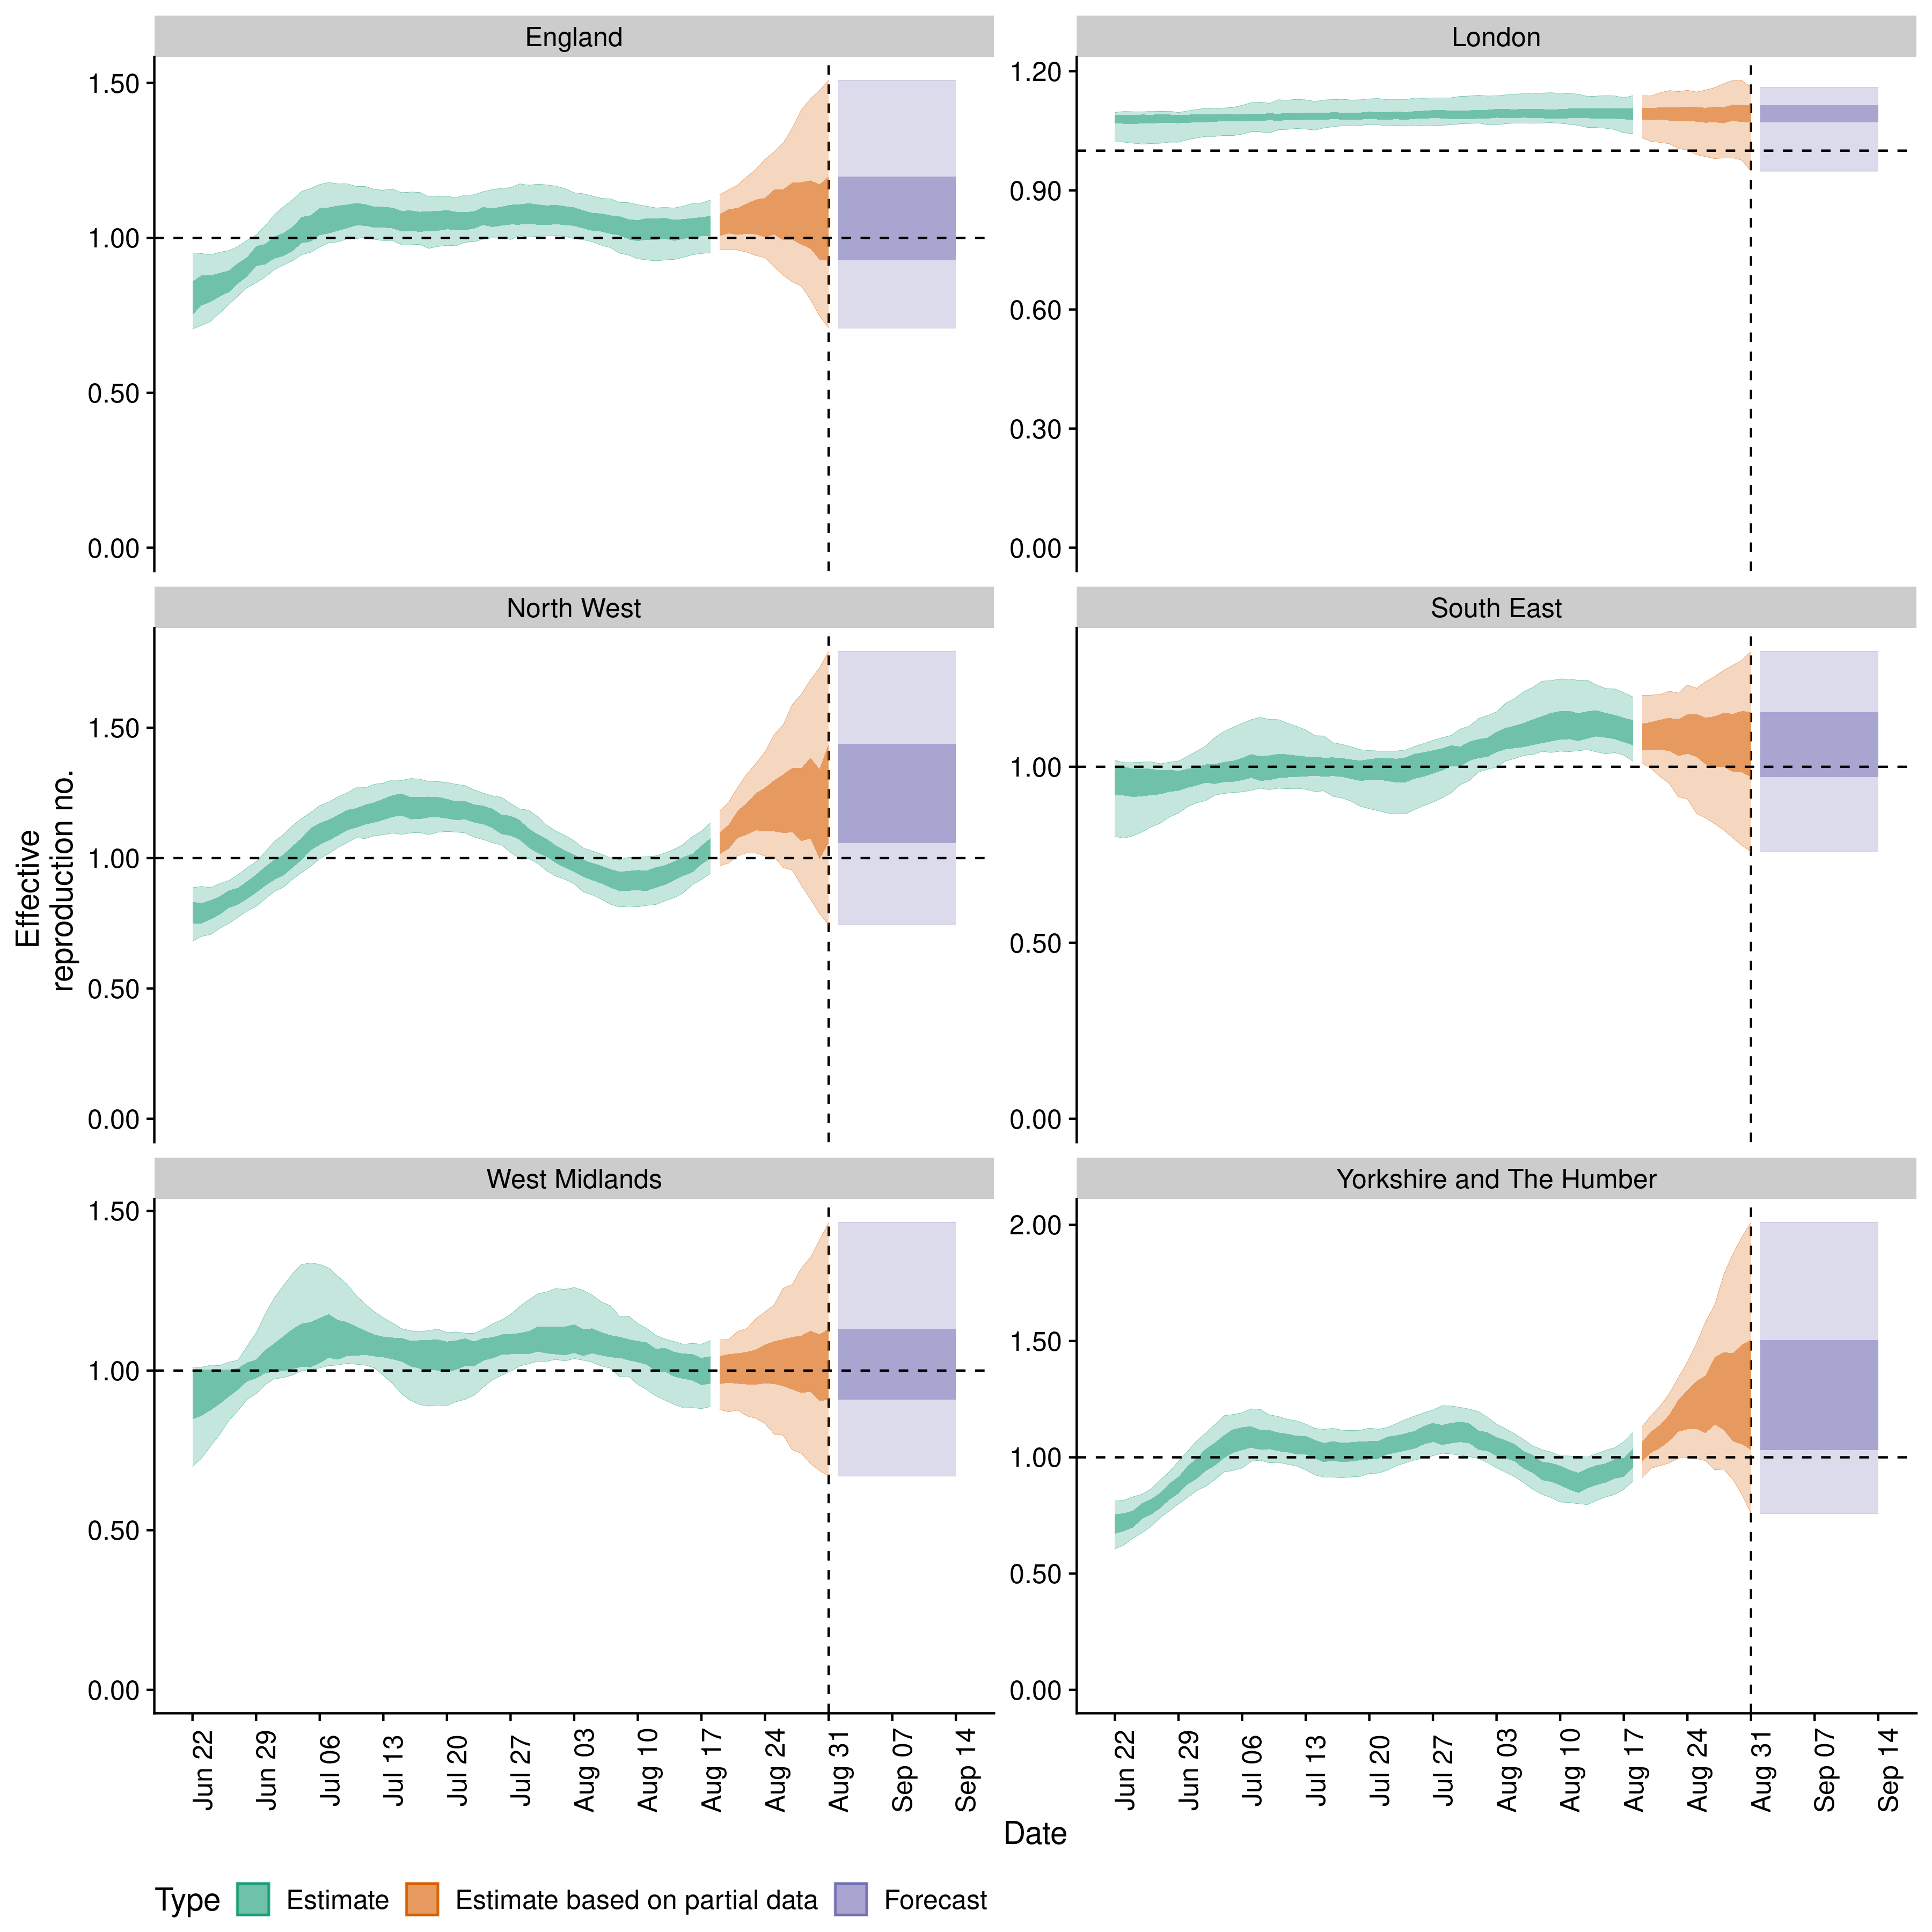 England
London
1.50
1.00
0.50
0.00
1.20
0.90
0.60
0.30
0.00
North West
South East
1.50
1.00
0.50
0.00
1.00
0.50
0.00
West Midlands
Yorkshire and The Humber
1.50
1.00
0.50
0.00
2.00
1.50
1.00
0.50
0.00
Effective
reproduction no.
Jun 22
Jun 29
Jul 06
Jul 13
Jul 20
Jul 27
Aug 03
Aug 10
Aug 17
Aug 24
Aug 31
Sep 07
Sep 14
Jun 22
Jun 29
Jul 06
Jul 13
Jul 20
Jul 27
Aug 03
Aug 10
Aug 17
Aug 24
Aug 31
Sep 07
Sep 14
Date
Type Estimate Estimate based on partial data Forecast